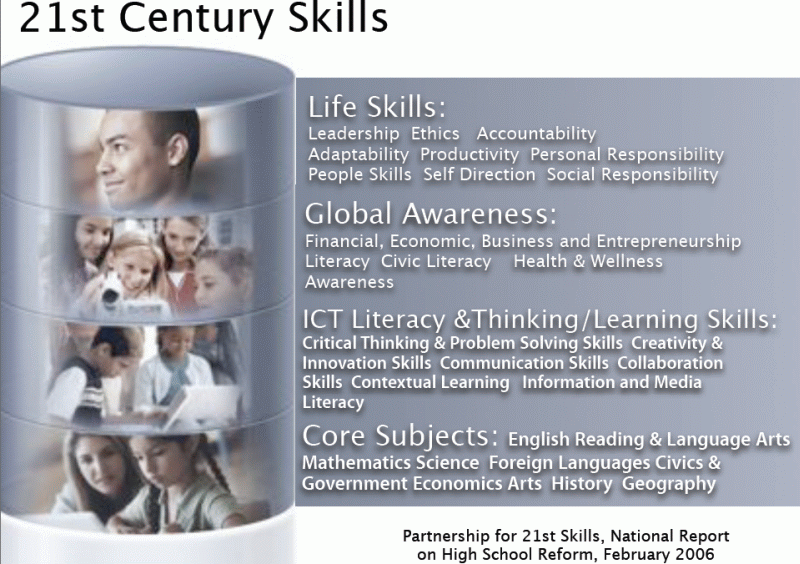 21st Century Skills
Life Skills:
Leadership Ethics Accountability
Adaptability Productivity Personal Responsibility
People Skills Self Direction Social Responsibility
Global Awareness:
Financial, Economic, Business and Entrepreneurship
Literacy Civic Literacy Health & Wellness
Awareness
ICT Literacy &Thinking/Learning Skills:
Critical Thinking & Problem Solving Skills Creativity &
Innovation Skills Communication Skills Collaboration
Skills Contextual Learning Information and Media
Literacy
Core Subjects: English Reading & Language Arts
Mathematics Science Foreign Languages Civics &
Government Economics Arts History Geography
Partnership for 21st Skills, National Report
on High School Reform, February 2006